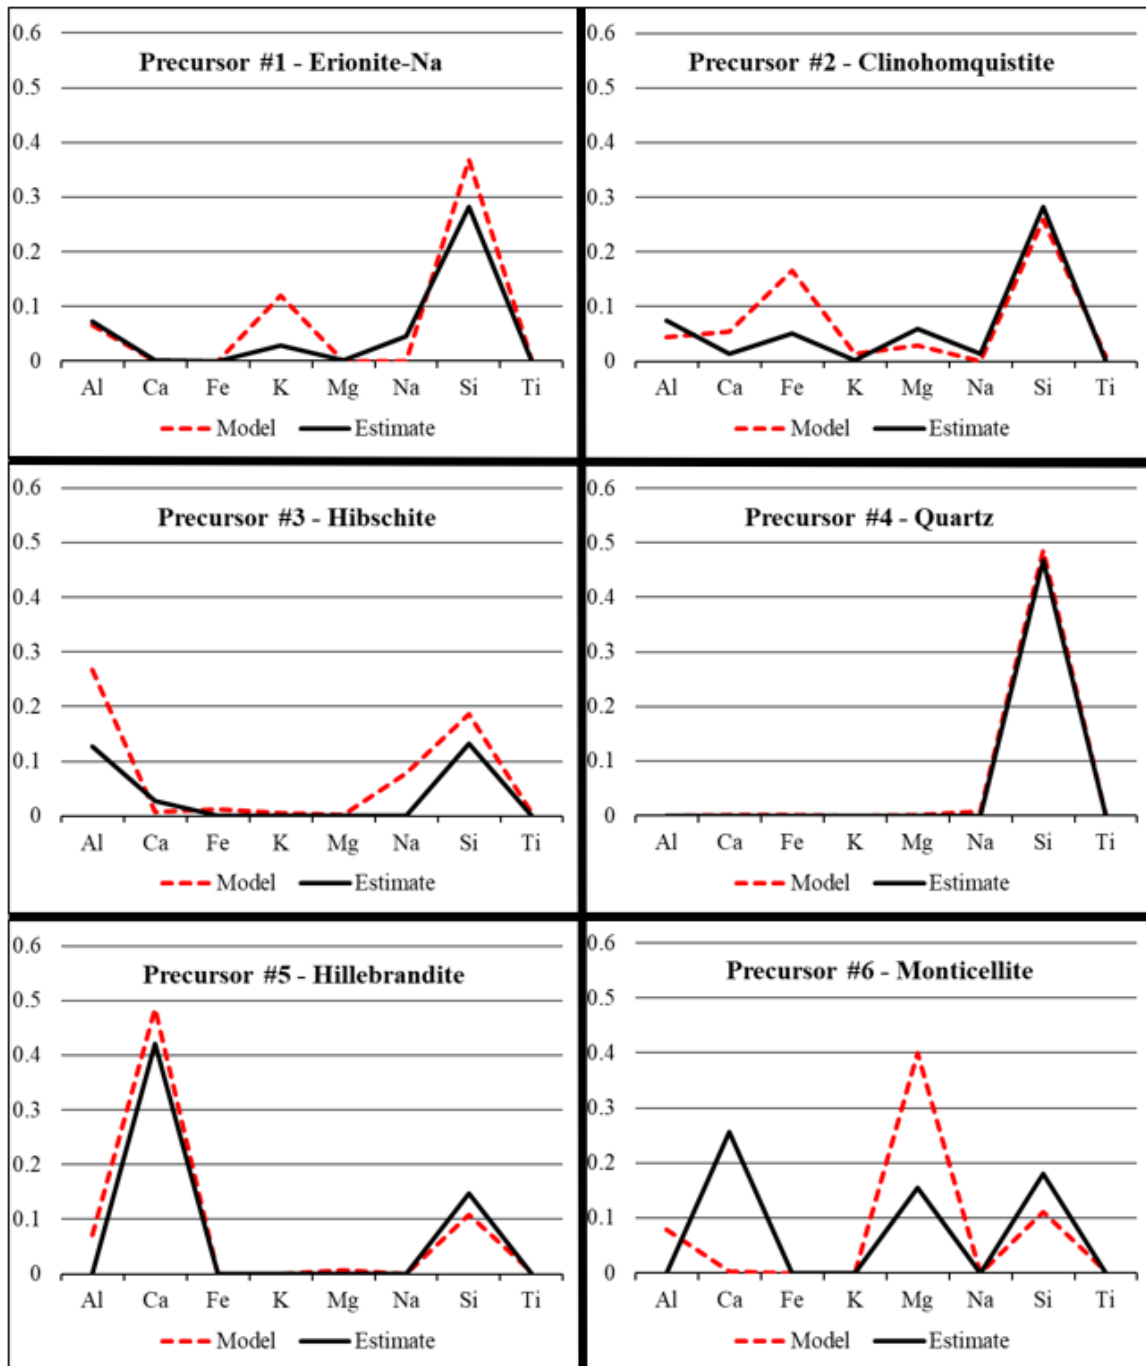 Precursor #1 - Erionite-Na
0.6
0.5
0.4
0.3
0.2
0.1
0
Al Ca Fe K Mg Na Si Ti
Model Estimate
Precursor #2 - Clinohomquistite
0.6
0.5
0.4
0.3
0.2
0.1
0
Al Ca Fe K Mg Na Si Ti
Model Estimate
Precursor #3 - Hibschite
0.6
0.5
0.4
0.3
0.2
0.1
0
Al Ca Fe K Mg Na Si Ti
Model Estimate
Precursor #4 - Quartz
0.6
0.5
0.4
0.3
0.2
0.1
0
Al Ca Fe K Mg Na Si Ti
Model Estimate
Precursor #5 - Hillebrandite
0.6
0.5
0.4
0.3
0.2
0.1
0
Al Ca Fe K Mg Na Si Ti
Model Estimate
Precursor #6 - Monticellite
0.6
0.5
0.4
0.3
0.2
0.1
0
Al Ca Fe K Mg Na Si Ti
Model Estimate